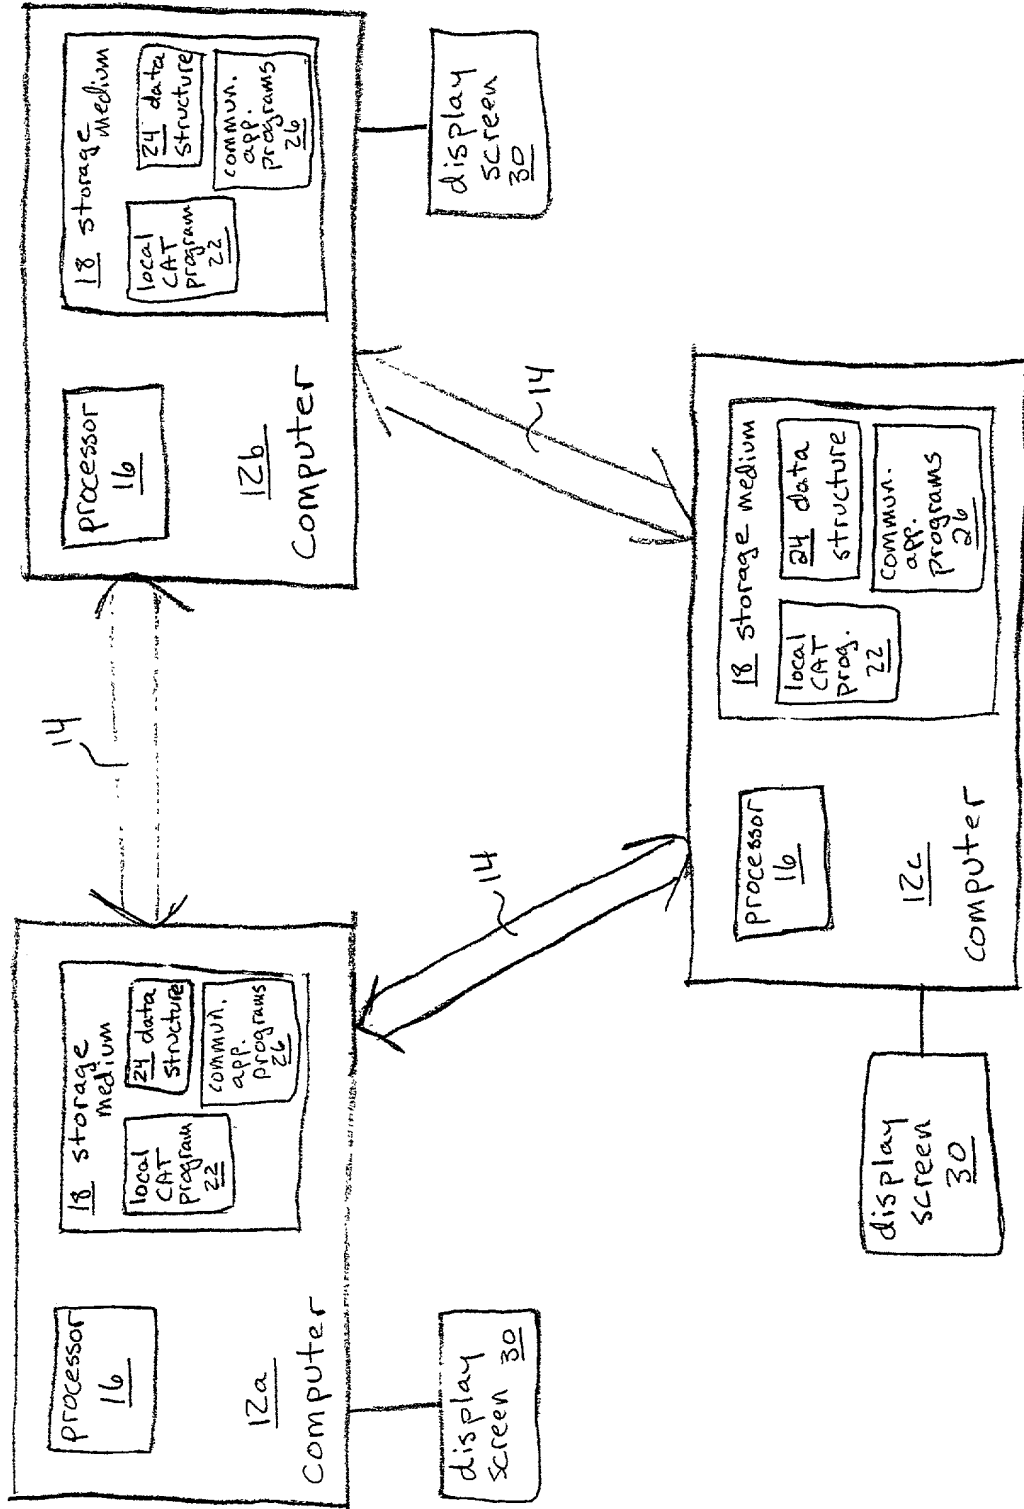 processor
16
12a
computer
18 storage
medium
local
CAT
program
22
24 data
structure
commun.
app.
programs
26
display
screen 30
14
processor
16
12b
computer
18 storage
medium
local
CAT
program
22
24 data
structure
commun.
app.
programs
26
display
screen
30
14
14
processor
16
12c
computer
18 storage medium
local
CAT
prog.
22
24 data
structure
commun.
app.
programs
26
display
screen
30